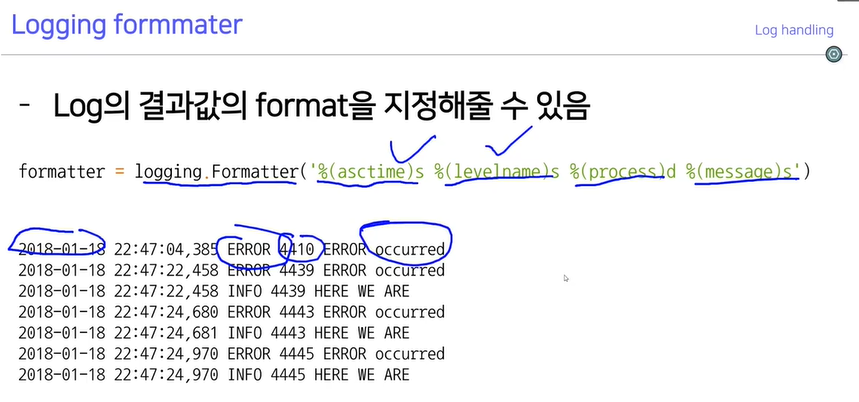 Logging formmater
Log handling
- Log의 결과값의 format을 지정해줄 수 있음
formatter = logging.Formatter('%(asctime)s %(levelname)s %(process)d %(message)s')
2018-01-18 22:47:04,385 ERROR 4410 ERROR occurred
2018-01-18 22:47:22,458 ERROR 4439 ERROR occurred
2018-01-18 22:47:22,458 INFO 4439 HERE WE ARE
2018-01-18 22:47:24,680 ERROR 4443 ERROR occurred
2018-01-18 22:47:24,681 INFO 4443 HERE WE ARE
2018-01-18 22:47:24,970 ERROR 4445 ERROR occurred
2018-01-18 22:47:24,970 INFO 4445 HERE WE ARE